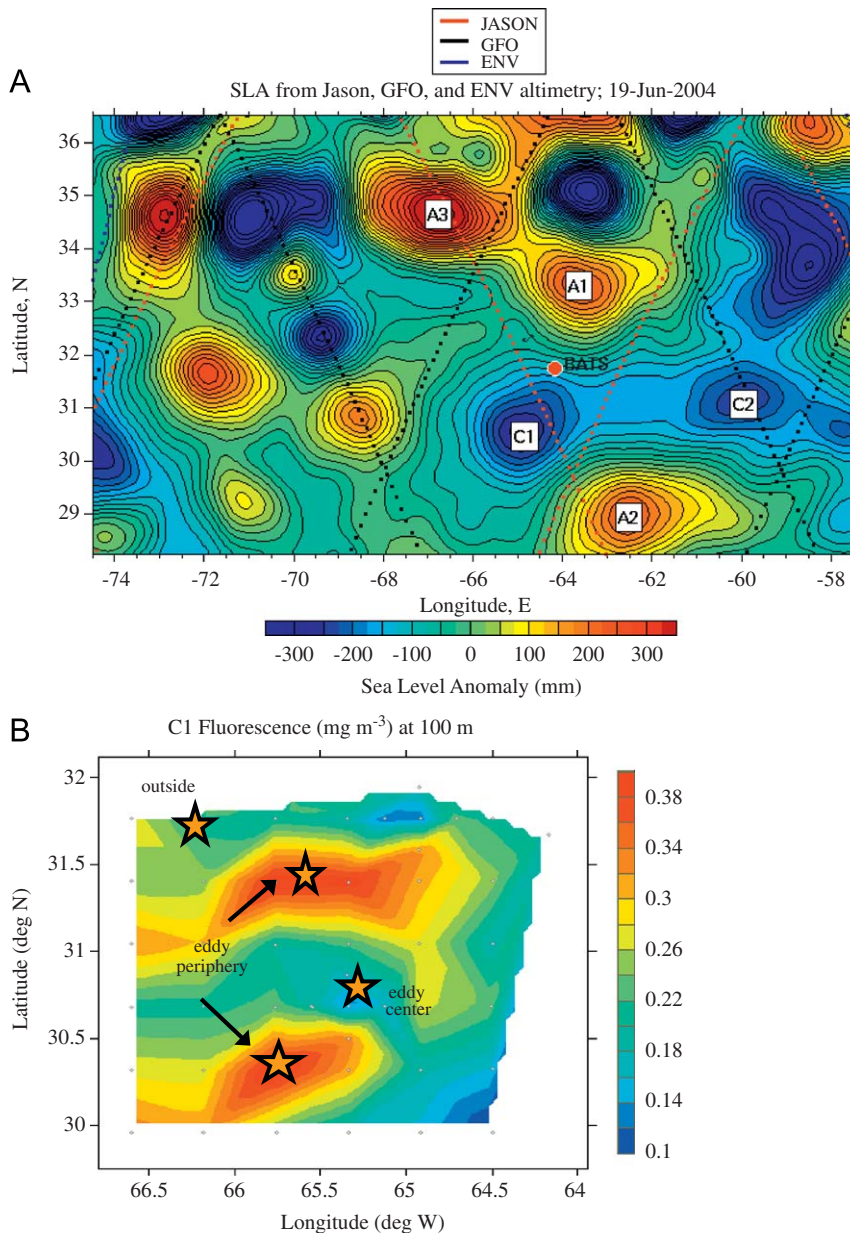 JASON
GFO
ENV
A
SLA from Jason, GFO, and ENV altimetry; 19-Jun-2004
36
35
34
33
32
31
30
29
Latitude, N
A3
A1
BATS
C1
C2
A2
-74
-72
-70
-68
-66
-64
-62
-60
-58
Longitude, E
-300
-200
-100
0
100
200
300
Sea Level Anomaly (mm)
B
C1 Fluorescence (mg m⁻³) at 100 m
32
31.5
31
30.5
30
Latitude (deg N)
outside
eddy
periphery
eddy
center
66.5
66
65.5
65
64.5
64
Longitude (deg W)
0.38
0.34
0.3
0.26
0.22
0.18
0.14
0.1